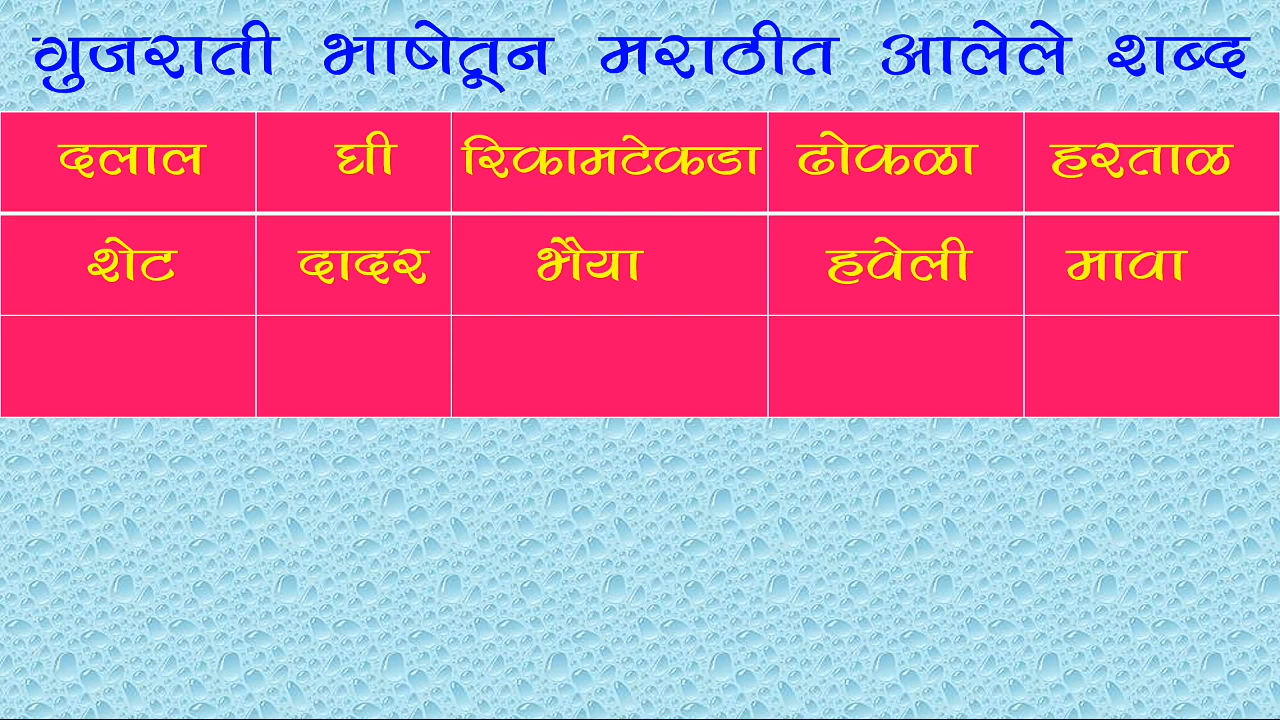 गुजराती भाषेतून मराठीत आलेले शब्द
दलाल घी रिकामटेकडा ढोकळा हरताळ
शेट दादर भैया हवेली मावा